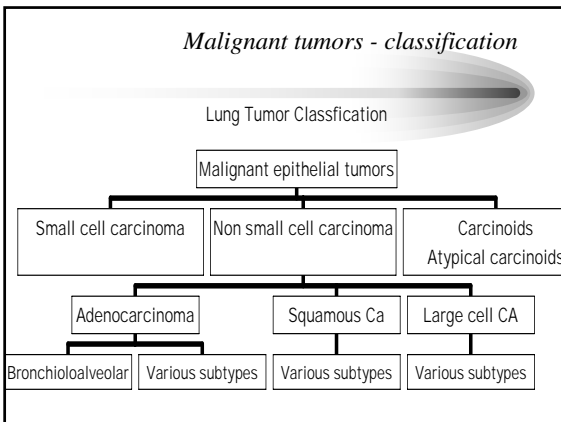 Malignant tumors - classification
Lung Tumor Classfication
Malignant epithelial tumors
Small cell carcinoma
Non small cell carcinoma
Carcinoids
Atypical carcinoids
Adenocarcinoma
Squamous Ca
Large cell CA
Bronchioloalveolar
Various subtypes
Various subtypes
Various subtypes